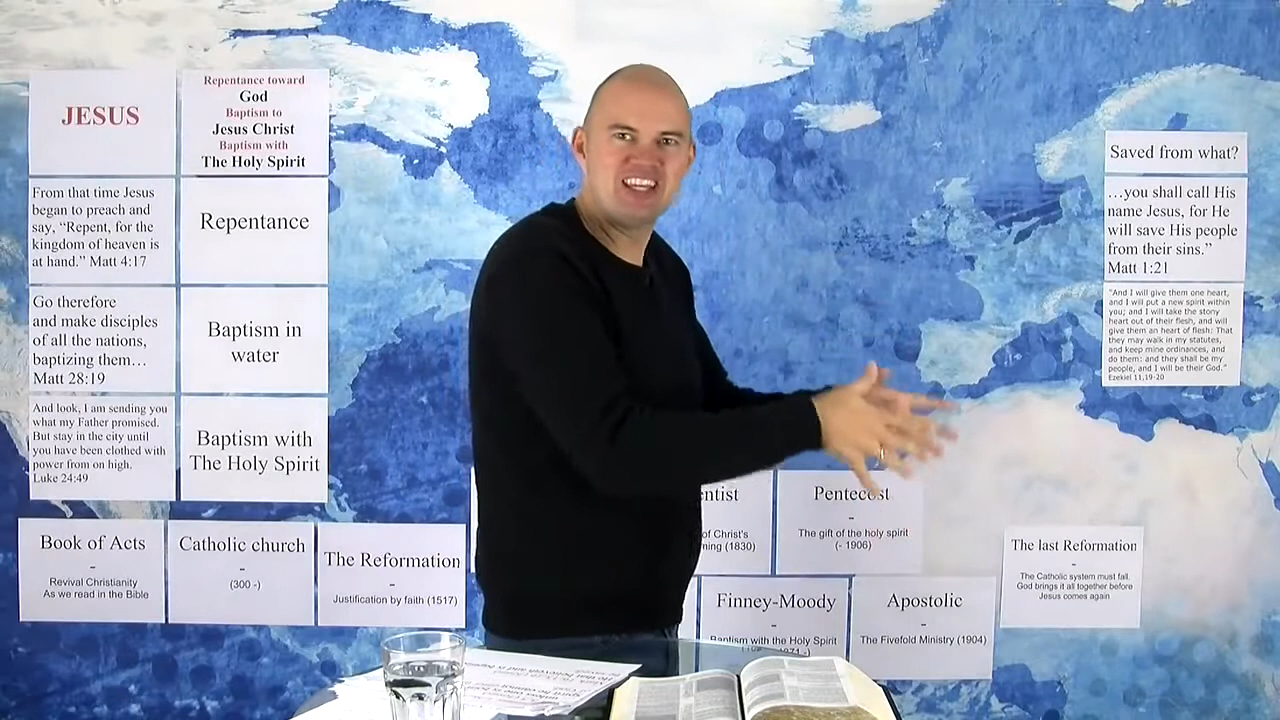 JESUS
Repentance toward
God
Baptism to
Jesus Christ
Baptism with
The Holy Spirit
From that time Jesus
began to preach and
say, “Repent, for the
kingdom of heaven is
at hand.” Matt 4:17
Repentance
Go therefore
and make disciples
of all the nations,
baptizing them…
Matt 28:19
Baptism in
water
And look, I am sending you
what my Father promised.
But stay in the city until
you have been clothed with
power from on high.
Luke 24:49
Baptism with
The Holy Spirit
Saved from what?
…you shall call His
name Jesus, for He
will save His people
from their sins.”
Matt 1:21
"And I will give them one heart,
and I will put a new spirit within
you; and I will take the stony
heart out of their flesh, and will
give them an heart of flesh: That
they may walk in my statutes,
and keep mine ordinances, and
do them: and they shall be my
people, and I will be their God."
Ezekiel 11,19-20
Book of Acts
-
Revival Christianity
As we read in the Bible
Catholic church
-
(300 -)
The Reformation
-
Justification by faith (1517)
entist
of Christ's
ning (1830)
Pentecost
-
The gift of the holy spirit
(- 1906)
Finney-Moody
-
Baptism with the Holy Spirit
Apostolic
-
The Fivefold Ministry (1904)
The last Reformation
-
The Catholic system must fall.
God brings it all together before
Jesus comes again